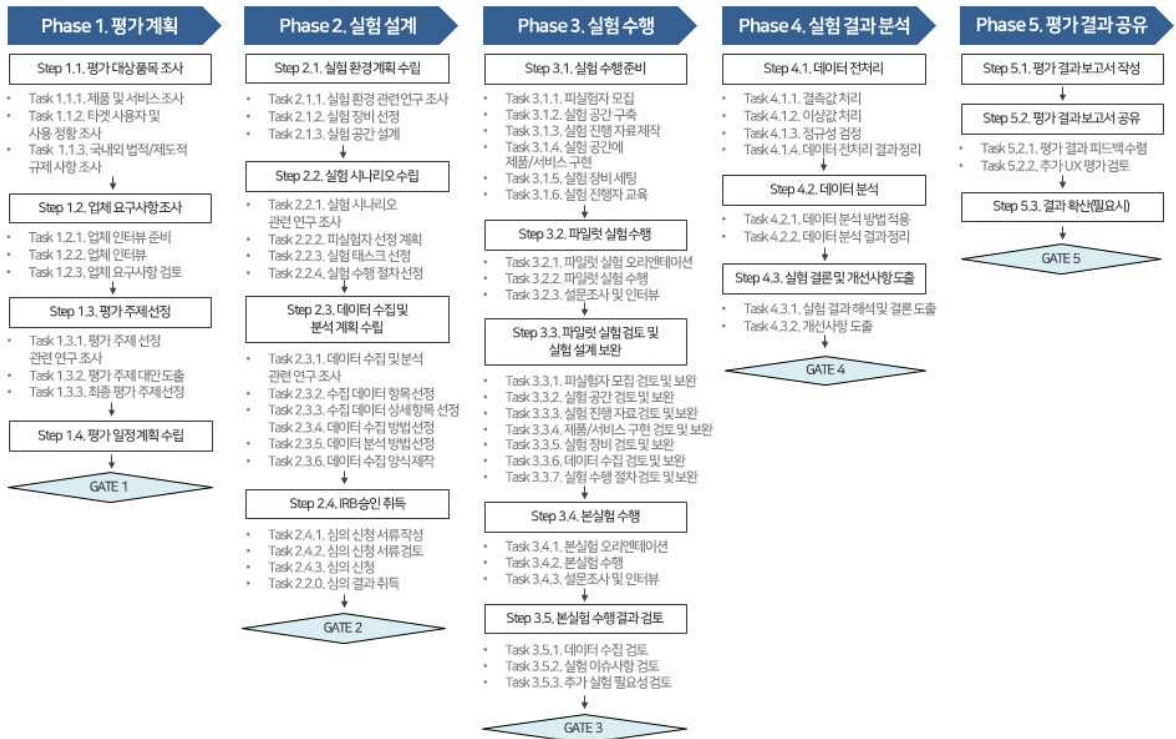 Phase 1. 평가 계획
Step 1.1. 평가 대상품목 조사
Task 1.1.1. 제품 및 서비스 조사
Task 1.1.2. 타겟 사용자 및
사용 정황 조사
Task 1.1.3. 국내외 법적/제도적
규제 사항 조사
Step 1.2. 업체 요구사항 조사
Task 1.2.1. 업체 인터뷰 준비
Task 1.2.2. 업체 인터뷰
Task 1.2.3. 업체 요구사항 검토
Step 1.3. 평가 주제 선정
Task 1.3.1. 평가 주제 선정
관련 연구 조사
Task 1.3.2. 평가 주제 대안 도출
Task 1.3.3. 최종 평가 주제 선정
Step 1.4. 평가 일정계획 수립
GATE 1
Phase 2. 실험 설계
Step 2.1. 실험 환경 계획 수립
Task 2.1.1. 실험 환경 관련 연구 조사
Task 2.1.2. 실험 장비 선정
Task 2.1.3. 실험 공간 설계
Step 2.2. 실험 시나리오 수립
Task 2.2.1. 실험 시나리오
관련 연구 조사
Task 2.2.2. 피실험자 선정 계획
Task 2.2.3. 실험 태스크 선정
Task 2.2.4. 실험 수행 절차 선정
Step 2.3. 데이터 수집 및
분석 계획 수립
Task 2.3.1. 데이터 수집 및 분석
관련 연구 조사
Task 2.3.2. 수집 데이터 항목 선정
Task 2.3.3. 수집 데이터 상세 항목 선정
Task 2.3.4. 데이터 수집 방법 선정
Task 2.3.5. 데이터 분석 방법 선정
Task 2.3.6. 데이터 수집 양식 제작
Step 2.4. IRB 승인 취득
Task 2.4.1. 심의 신청 서류 작성
Task 2.4.2. 심의 신청 서류 검토
Task 2.4.3. 심의 신청
Task 2.2.0. 심의 결과 취득
GATE 2
Phase 3. 실험 수행
Step 3.1. 실험 수행 준비
Task 3.1.1. 피실험자 모집
Task 3.1.2. 실험 공간 구축
Task 3.1.3. 실험 진행 자료 제작
Task 3.1.4. 실험 공간에
제품/서비스 구현
Task 3.1.5. 실험 장비 세팅
Task 3.1.6. 실험 진행자 교육
Step 3.2. 파일럿 실험 수행
Task 3.2.1. 파일럿 실험 오리엔테이션
Task 3.2.2. 파일럿 실험 수행
Task 3.2.3. 설문조사 및 인터뷰
Step 3.3. 파일럿 실험 검토 및
실험 설계 보완
Task 3.3.1. 피실험자 모집 검토 및 보완
Task 3.3.2. 실험 공간 검토 및 보완
Task 3.3.3. 실험 진행 자료 검토 및 보완
Task 3.3.4. 제품/서비스 구현 검토 및 보완
Task 3.3.5. 실험 장비 검토 및 보완
Task 3.3.6. 데이터 수집 검토 및 보완
Task 3.3.7. 실험 수행 절차 검토 및 보완
Step 3.4. 본실험 수행
Task 3.4.1. 본실험 오리엔테이션
Task 3.4.2. 본실험 수행
Task 3.4.3. 설문조사 및 인터뷰
Step 3.5. 본실험 수행 결과 검토
Task 3.5.1. 데이터 수집 검토
Task 3.5.2. 실험 이슈사항 검토
Task 3.5.3. 추가 실험 필요성 검토
GATE 3
Phase 4. 실험 결과 분석
Step 4.1. 데이터 전처리
Task 4.1.1. 결측값 처리
Task 4.1.2. 이상값 처리
Task 4.1.3. 정규성 검정
Task 4.1.4. 데이터 전처리 결과 정리
Step 4.2. 데이터 분석
Task 4.2.1. 데이터 분석 방법 적용
Task 4.2.2. 데이터 분석 결과 정리
Step 4.3. 실험 결론 및 개선사항 도출
Task 4.3.1. 실험 결과 해석 및 결론 도출
Task 4.3.2. 개선사항 도출
GATE 4
Phase 5. 평가 결과 공유
Step 5.1. 평가 결과 보고서 작성
Step 5.2. 평가 결과 보고서 공유
Task 5.2.1. 평가 결과 피드백 수렴
Task 5.2.2. 추가 UX 평가 검토
Step 5.3. 결과 확산(필요시)
GATE 5